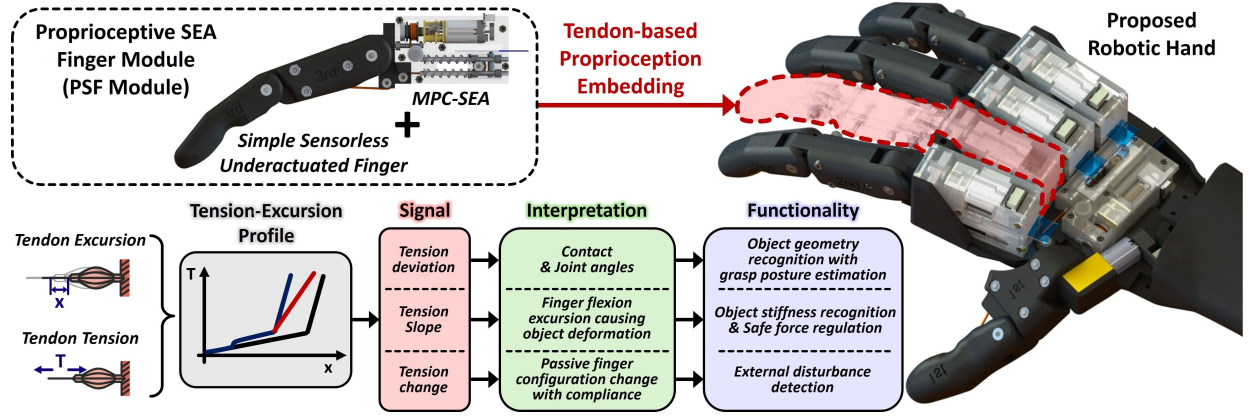 Proprioceptive SEA
Finger Module
(PSF Module)
3rd
3rd
MPC-SEA
+
Simple Sensorless
Underactuated Finger
Tendon-based
Proprioception
Embedding
Proposed
Robotic Hand
Tendon Excursion
x
Tendon Tension
T
Tension-Excursion
Profile
T
x
Signal
Tension
deviation
Tension
Slope
Tension
change
Interpretation
Contact
& Joint angles
Finger flexion
excursion causing
object deformation
Passive finger
configuration change
with compliance
Functionality
Object geometry
recognition with
grasp posture estimation
Object stiffness recognition
& Safe force regulation
External disturbance
detection
1st
1st